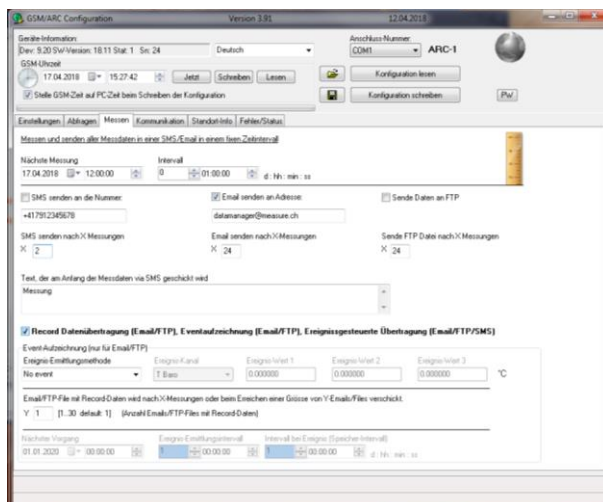 GSM/ARC Configuration Version 3.91 12.04.2018
Geräte-Information: Anschluss-Nummer:
Dev: 9.20 SW-Version: 18.11 Stat: 1 Sn: 24 Deutsch COM1 ARC-1
GSM-Uhrzeit
17.04.2018 15:27:42 Jetzt Schreiben Lesen Konfiguration lesen
Stelle GSM-Zeit auf PC-Zeit beim Schreiben der Konfiguration Konfiguration schreiben PW
Einstellungen Abfragen Messen Kommunikation Standort-Info Fehler/Status
Messen und senden aller Messdaten in einer SMS/Email in einem fixen Zeitintervall
Nächste Messung Intervall
17.04.2018 12:00:00 0 01:00:00 d : hh : min : ss
SMS senden an die Nummer: Email senden an Adresse: Sende Daten an FTP
+417912345678 datamanager@measure.ch
SMS senden nach X Messungen Email senden nach X-Messungen Sende FTP Datei nach X Messungen
X 2 X 24 X 24
Text, der am Anfang der Messdaten via SMS geschickt wird
Messung
Record Datenübertragung (Email/FTP), Eventaufzeichnung (Email/FTP), Ereignissgesteuerte Übertragung (Email/FTP/SMS)
Event-Aufzeichnung (nur für Email/FTP)
Ereignis-Ermittlungsmethode Ereignis-Kanal Ereignis-Wert 1 Ereignis-Wert 2 Ereignis-Wert 3
No event T Baro 0.000000 0.000000 0.000000 °C
Email/FTP-File mit Record-Daten wird nach X-Messungen oder beim Erreichen einer Grösse von Y-Emails/Files verschickt.
Y 1 [1..30 default: 1] (Anzahl Emails/FTP-Files mit Record-Daten)
Nächster Vorgang Ereignis-Ermittlungsintervall Intervall bei Ereignis (Speicher-Intervall)
01.01.2020 00:00:00 1 00:00:00 1 00:00:00 d : hh : min : ss